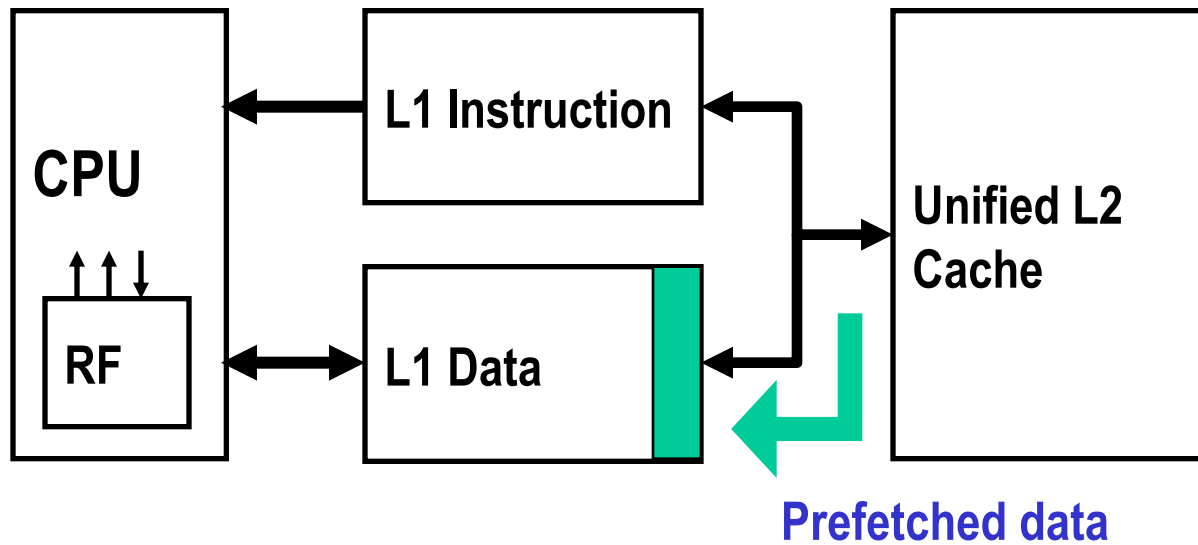 CPU
RF
L1 Instruction
L1 Data
Unified L2
Cache
Prefetched data